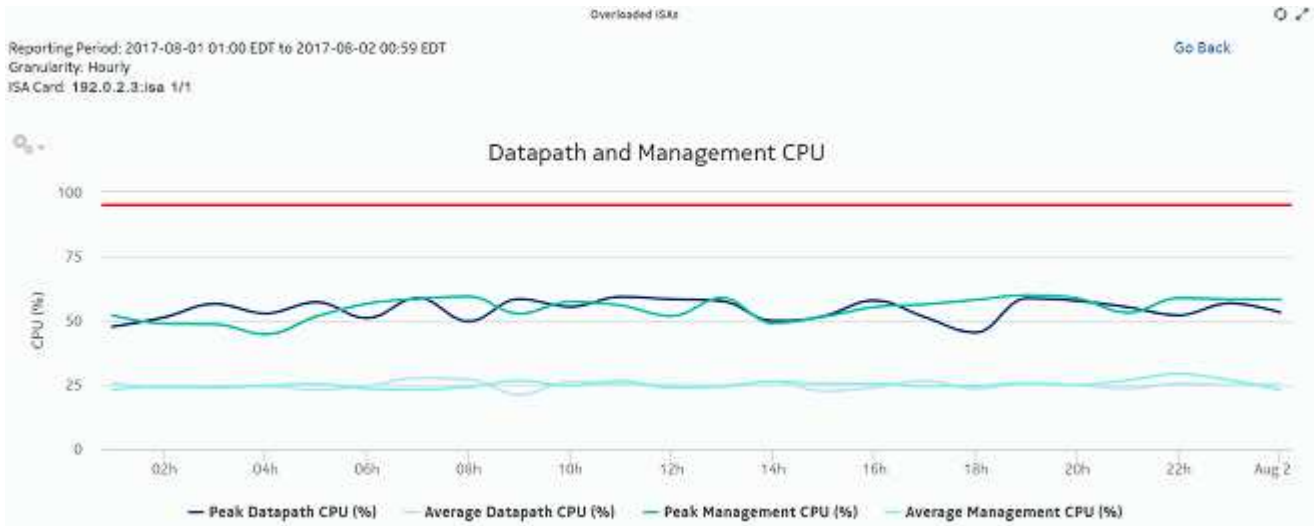 Overloaded ISAs
Reporting Period: 2017-08-01 01:00 EDT to 2017-08-02 00:59 EDT
Go Back
Granularity: Hourly
ISA Card: 192.0.2.3:isa 1/1
Datapath and Management CPU
100
75
50
25
0
CPU (%)
02h 04h 06h 08h 10h 12h 14h 16h 18h 20h 22h Aug 2
Peak Datapath CPU (%) Average Datapath CPU (%) Peak Management CPU (%) Average Management CPU (%)